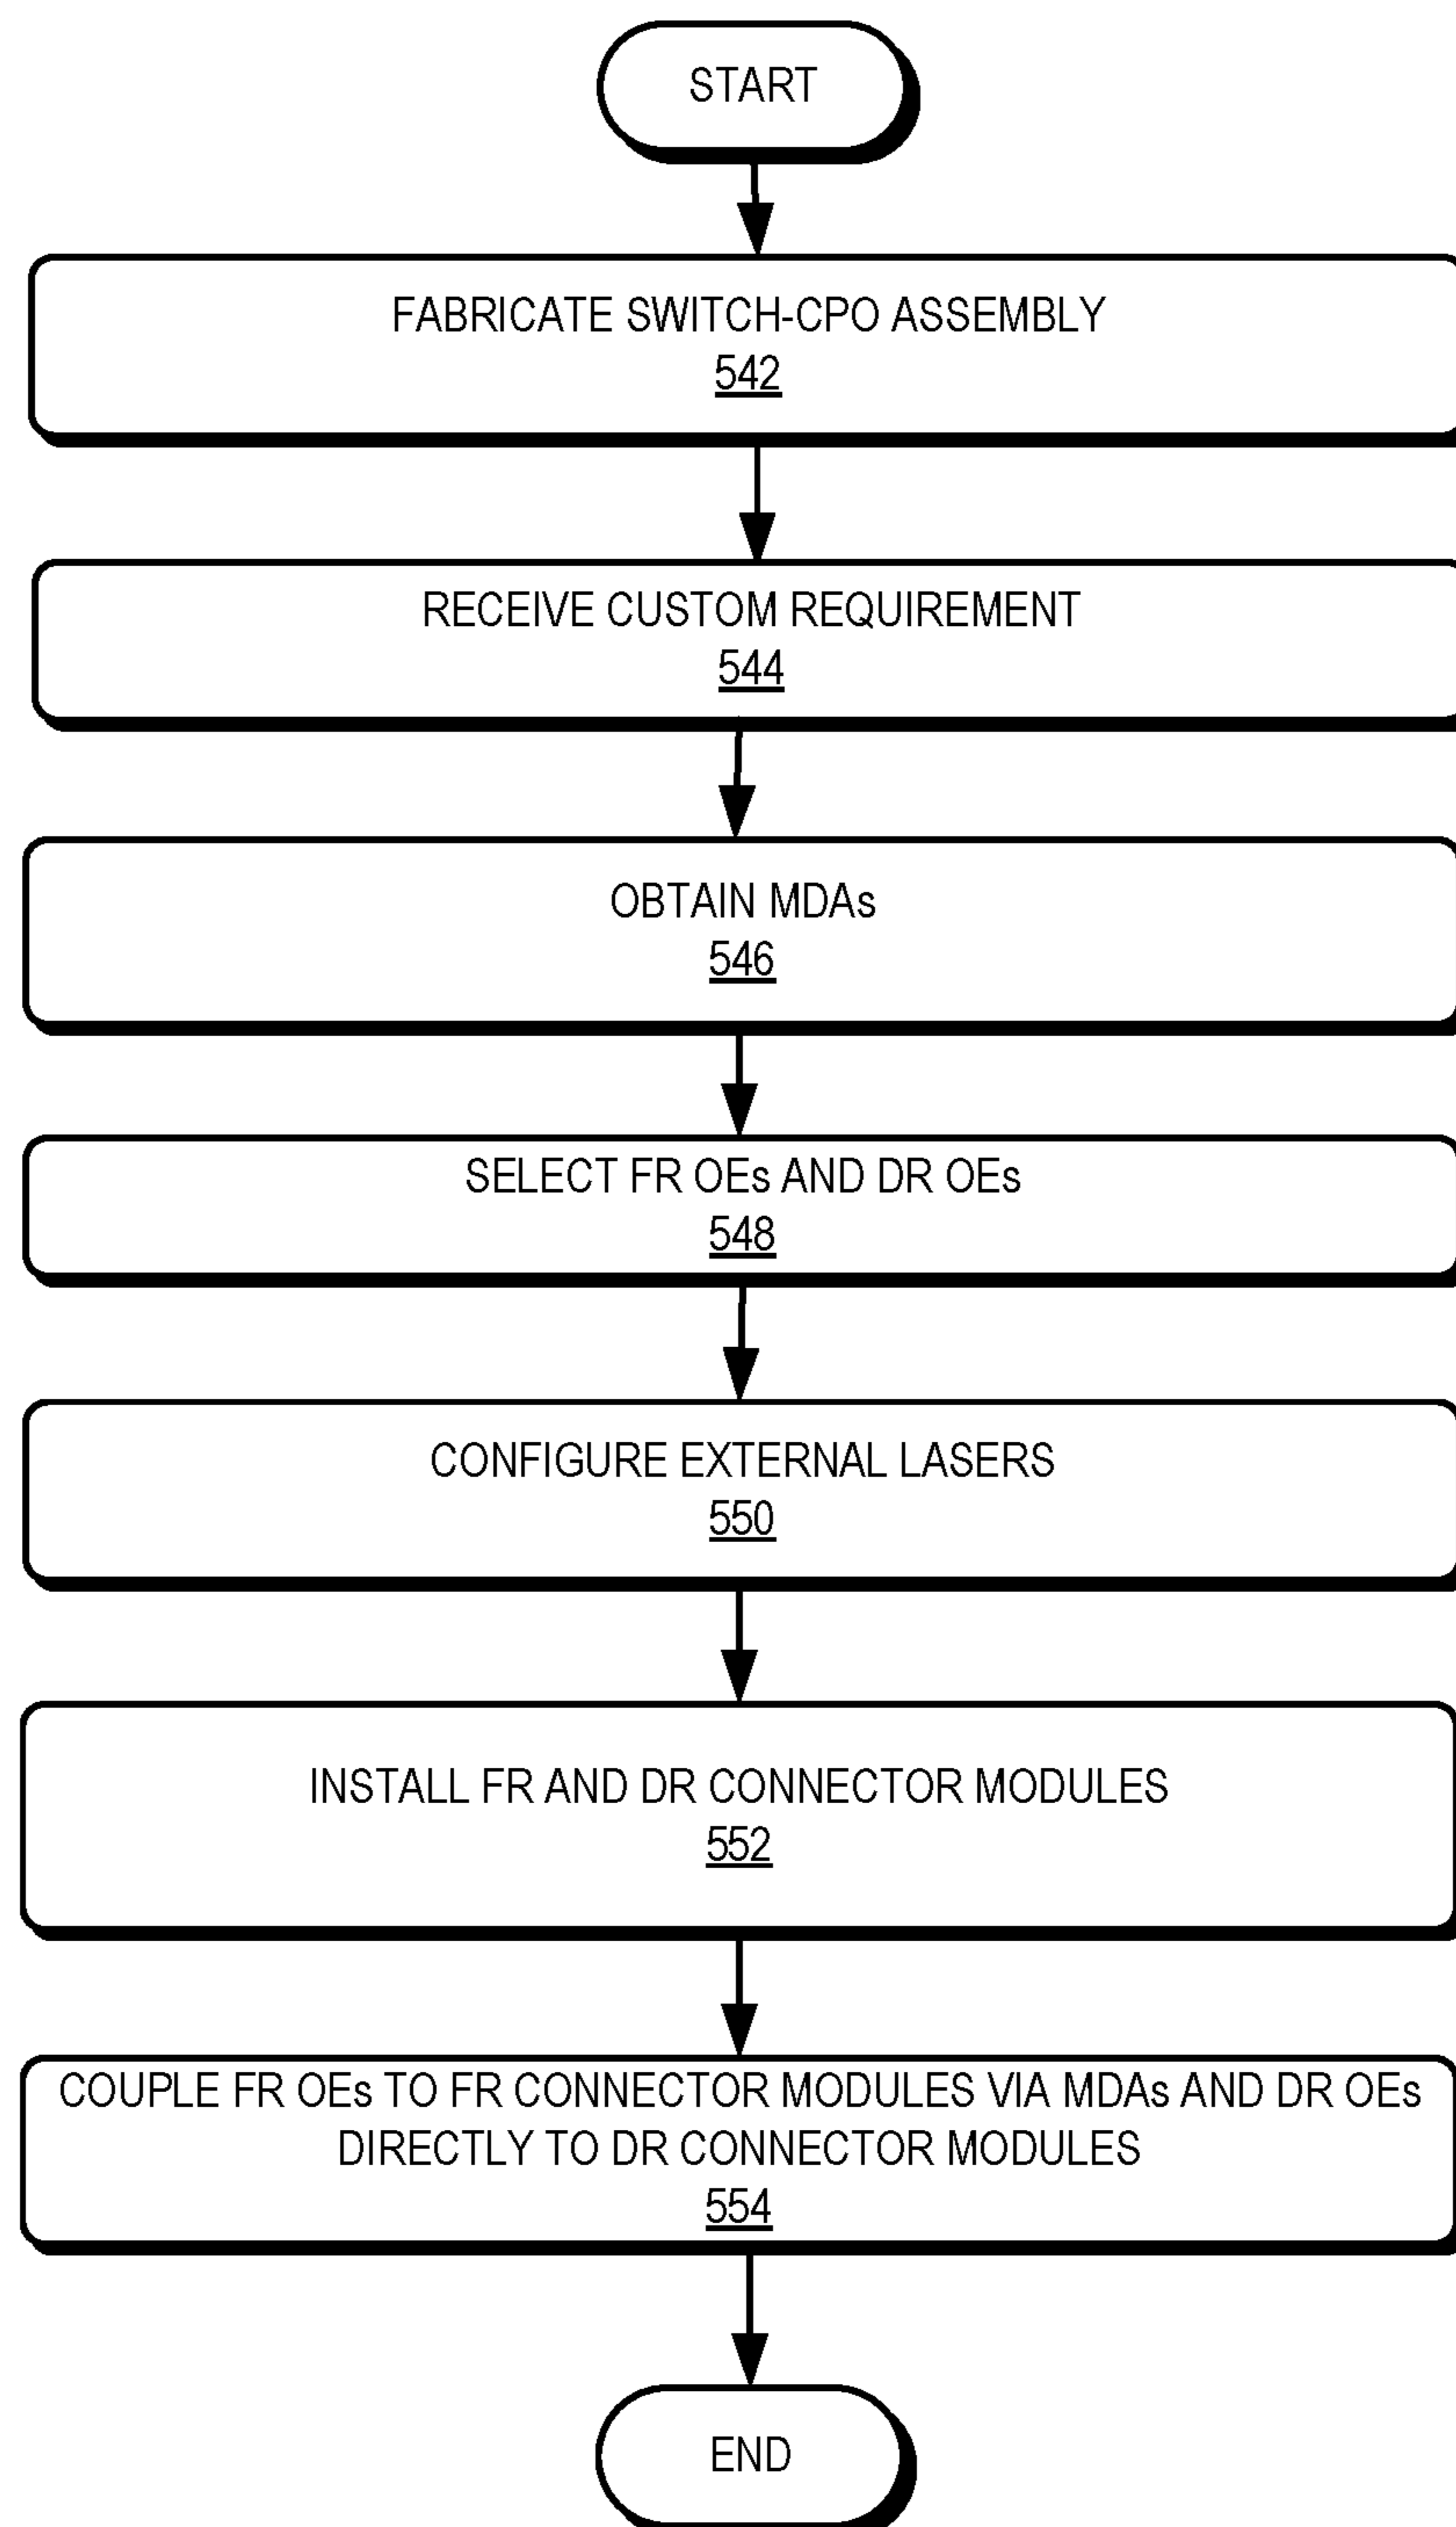 START
FABRICATE SWITCH-CPO ASSEMBLY
542
RECEIVE CUSTOM REQUIREMENT
544
OBTAIN MDAs
546
SELECT FR OEs AND DR OEs
548
CONFIGURE EXTERNAL LASERS
550
INSTALL FR AND DR CONNECTOR MODULES
552
COUPLE FR OEs TO FR CONNECTOR MODULES VIA MDAs AND DR OEs
DIRECTLY TO DR CONNECTOR MODULES
554
END